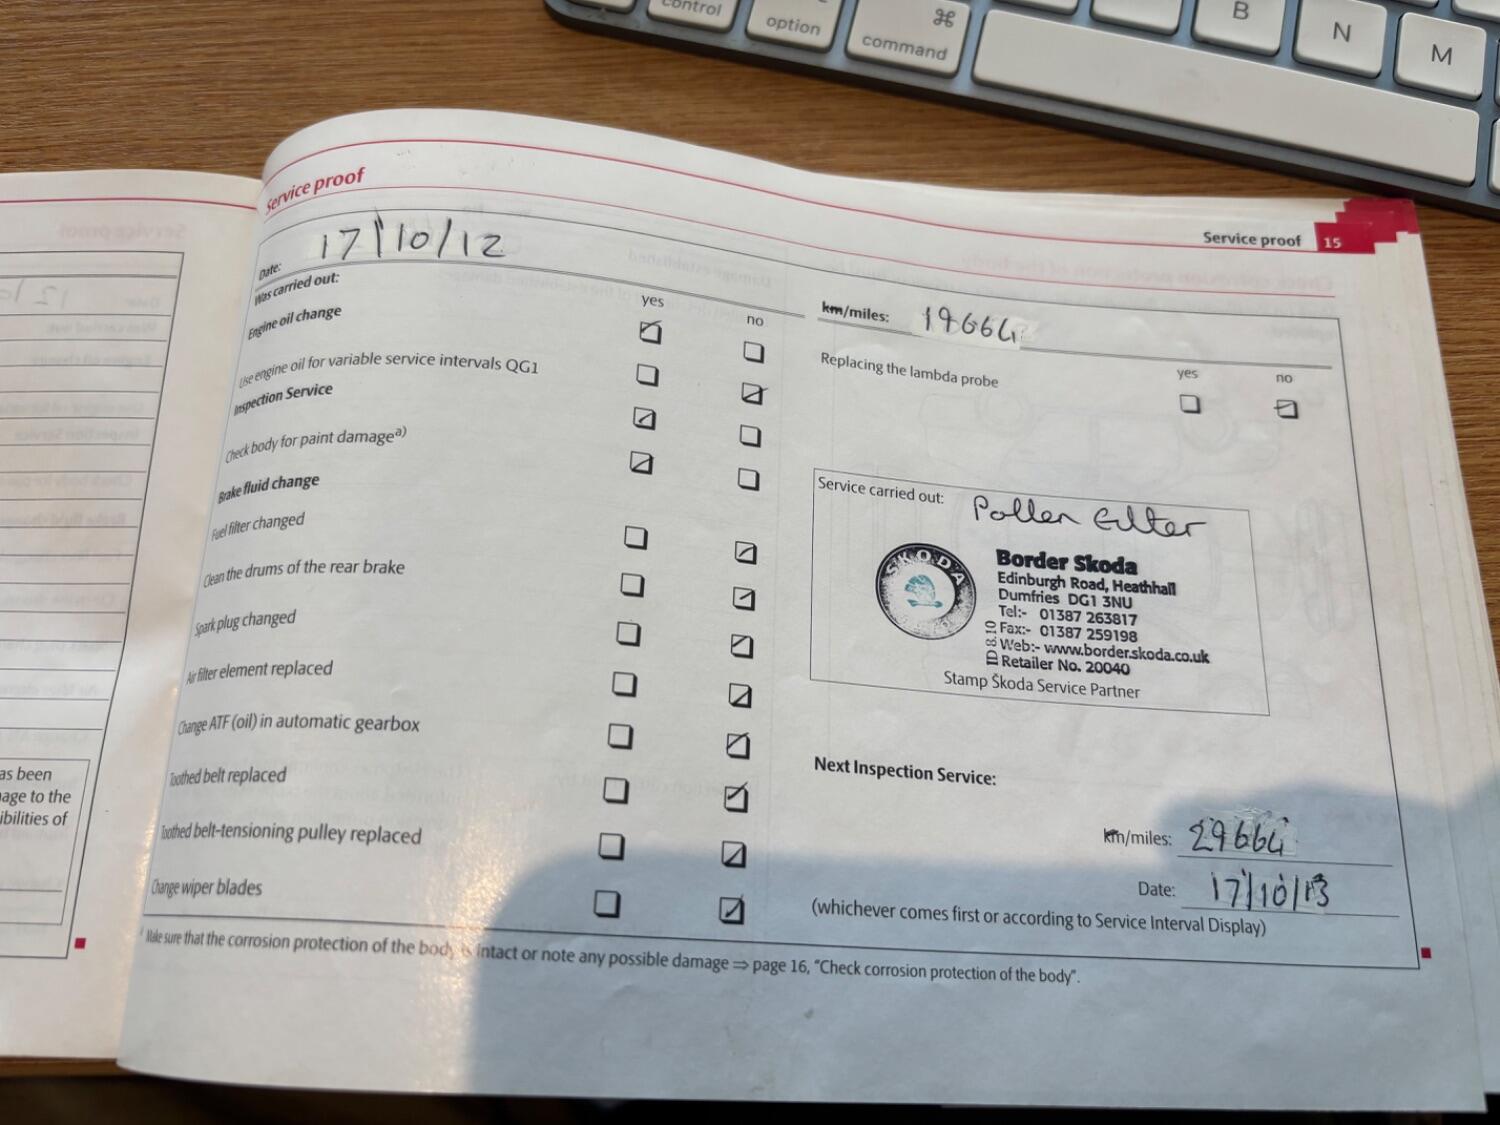 control
option
⌘
command
B
N
M
Service proof
Service proof 15
Date: 17/10/12
Was carried out:
yes
no
Engine oil change
Use engine oil for variable service intervals QG1
Inspection Service
Check body for paint damage a)
Brake fluid change
Fuel filter changed
Clean the drums of the rear brake
Spark plug changed
Air filter element replaced
Change ATF (oil) in automatic gearbox
Toothed belt replaced
Toothed belt-tensioning pulley replaced
Change wiper blades
km/miles: 19664
yes
no
Replacing the lambda probe
Service carried out: Pollen Filter
SKODA
Border Skoda
Edinburgh Road, Heathhall
Dumfries DG1 3NU
Tel:- 01387 263817
Fax:- 01387 259198
Web:- www.border.skoda.co.uk
Retailer No. 20040
Stamp Škoda Service Partner
Next Inspection Service:
km/miles: 29664
Date: 17/10/13
(whichever comes first or according to Service Interval Display)
Make sure that the corrosion protection of the body is intact or note any possible damage ⇒ page 16, “Check corrosion protection of the body”.
as been
age to the
ibilities of